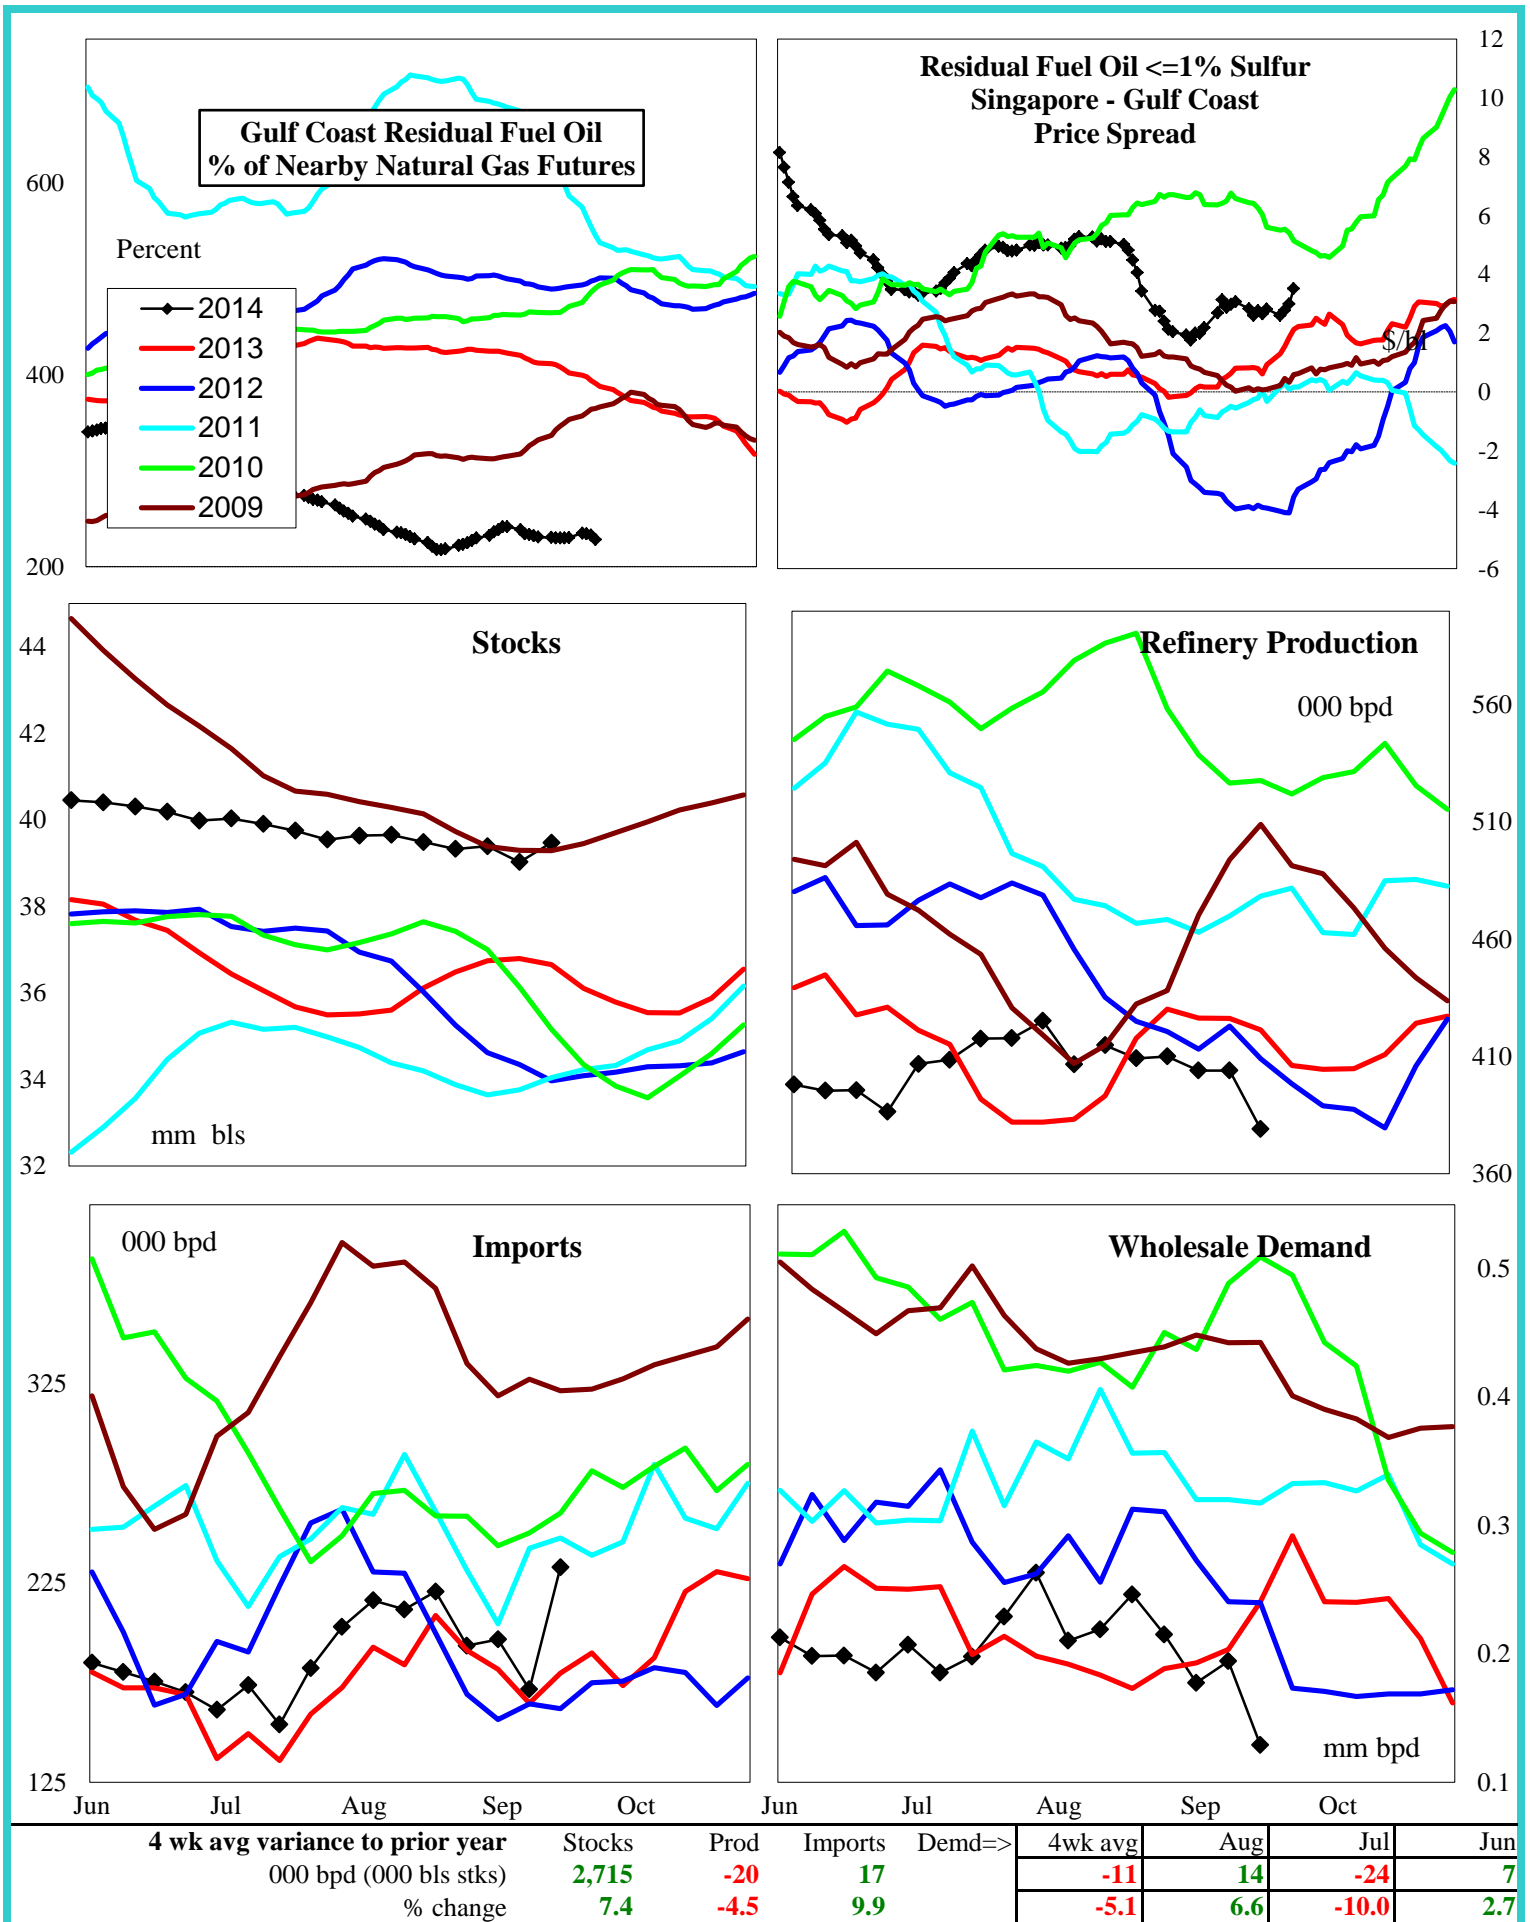 Gulf Coast Residual Fuel Oil
% of Nearby Natural Gas Futures
Percent
600
400
200
2014
2013
2012
2011
2010
2009
Residual Fuel Oil <=1% Sulfur
Singapore - Gulf Coast
Price Spread
$/bl
12
10
8
6
4
2
0
-2
-4
-6
Stocks
44
42
40
38
36
34
32
mm bls
Refinery Production
000 bpd
560
510
460
410
360
000 bpd
Imports
325
225
125
Jun Jul Aug Sep Oct
Wholesale Demand
0.5
0.4
0.3
0.2
0.1
mm bpd
Jun Jul Aug Sep Oct
4 wk avg variance to prior year Stocks Prod Imports Demd=> 4wk avg Aug Jul Jun
000 bpd (000 bls stks) 2,715 -20 17 -11 14 -24 7
% change 7.4 -4.5 9.9 -5.1 6.6 -10.0 2.7